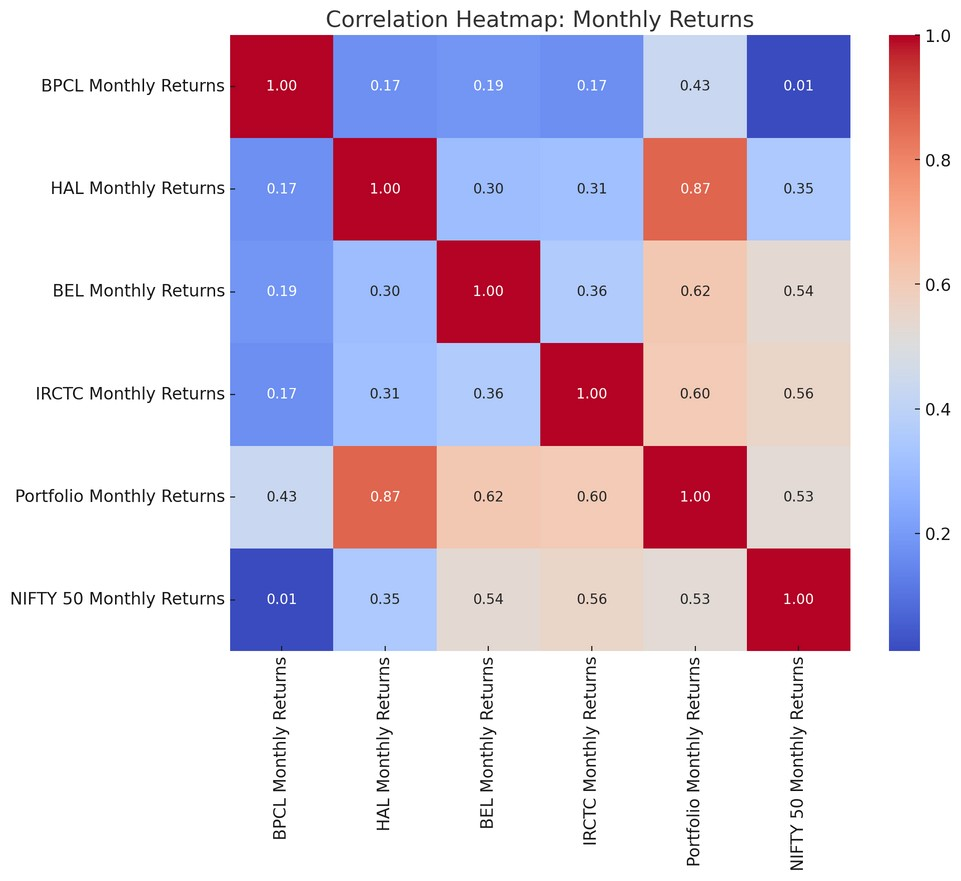 Correlation Heatmap: Monthly Returns
BPCL Monthly Returns 1.00 0.17 0.19 0.17 0.43 0.01
HAL Monthly Returns 0.17 1.00 0.30 0.31 0.87 0.35
BEL Monthly Returns 0.19 0.30 1.00 0.36 0.62 0.54
IRCTC Monthly Returns 0.17 0.31 0.36 1.00 0.60 0.56
Portfolio Monthly Returns 0.43 0.87 0.62 0.60 1.00 0.53
NIFTY 50 Monthly Returns 0.01 0.35 0.54 0.56 0.53 1.00
BPCL Monthly Returns
HAL Monthly Returns
BEL Monthly Returns
IRCTC Monthly Returns
Portfolio Monthly Returns
NIFTY 50 Monthly Returns
1.0
0.8
0.6
0.4
0.2